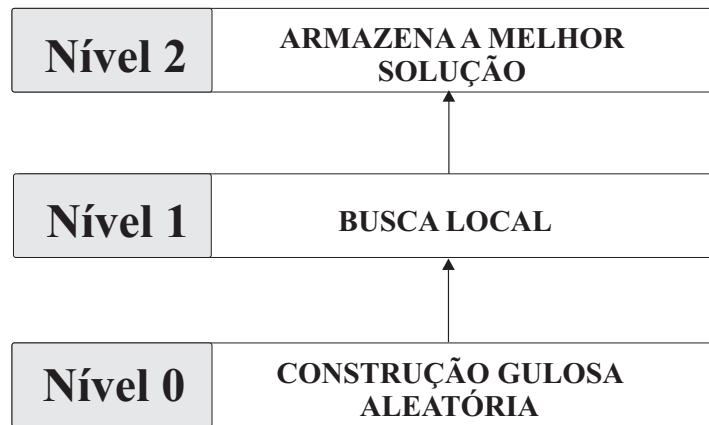 Nível 2
ARMAZENA A MELHOR
SOLUÇÃO
Nível 1
BUSCA LOCAL
Nível 0
CONSTRUÇÃO GULOSA
ALEATÓRIA